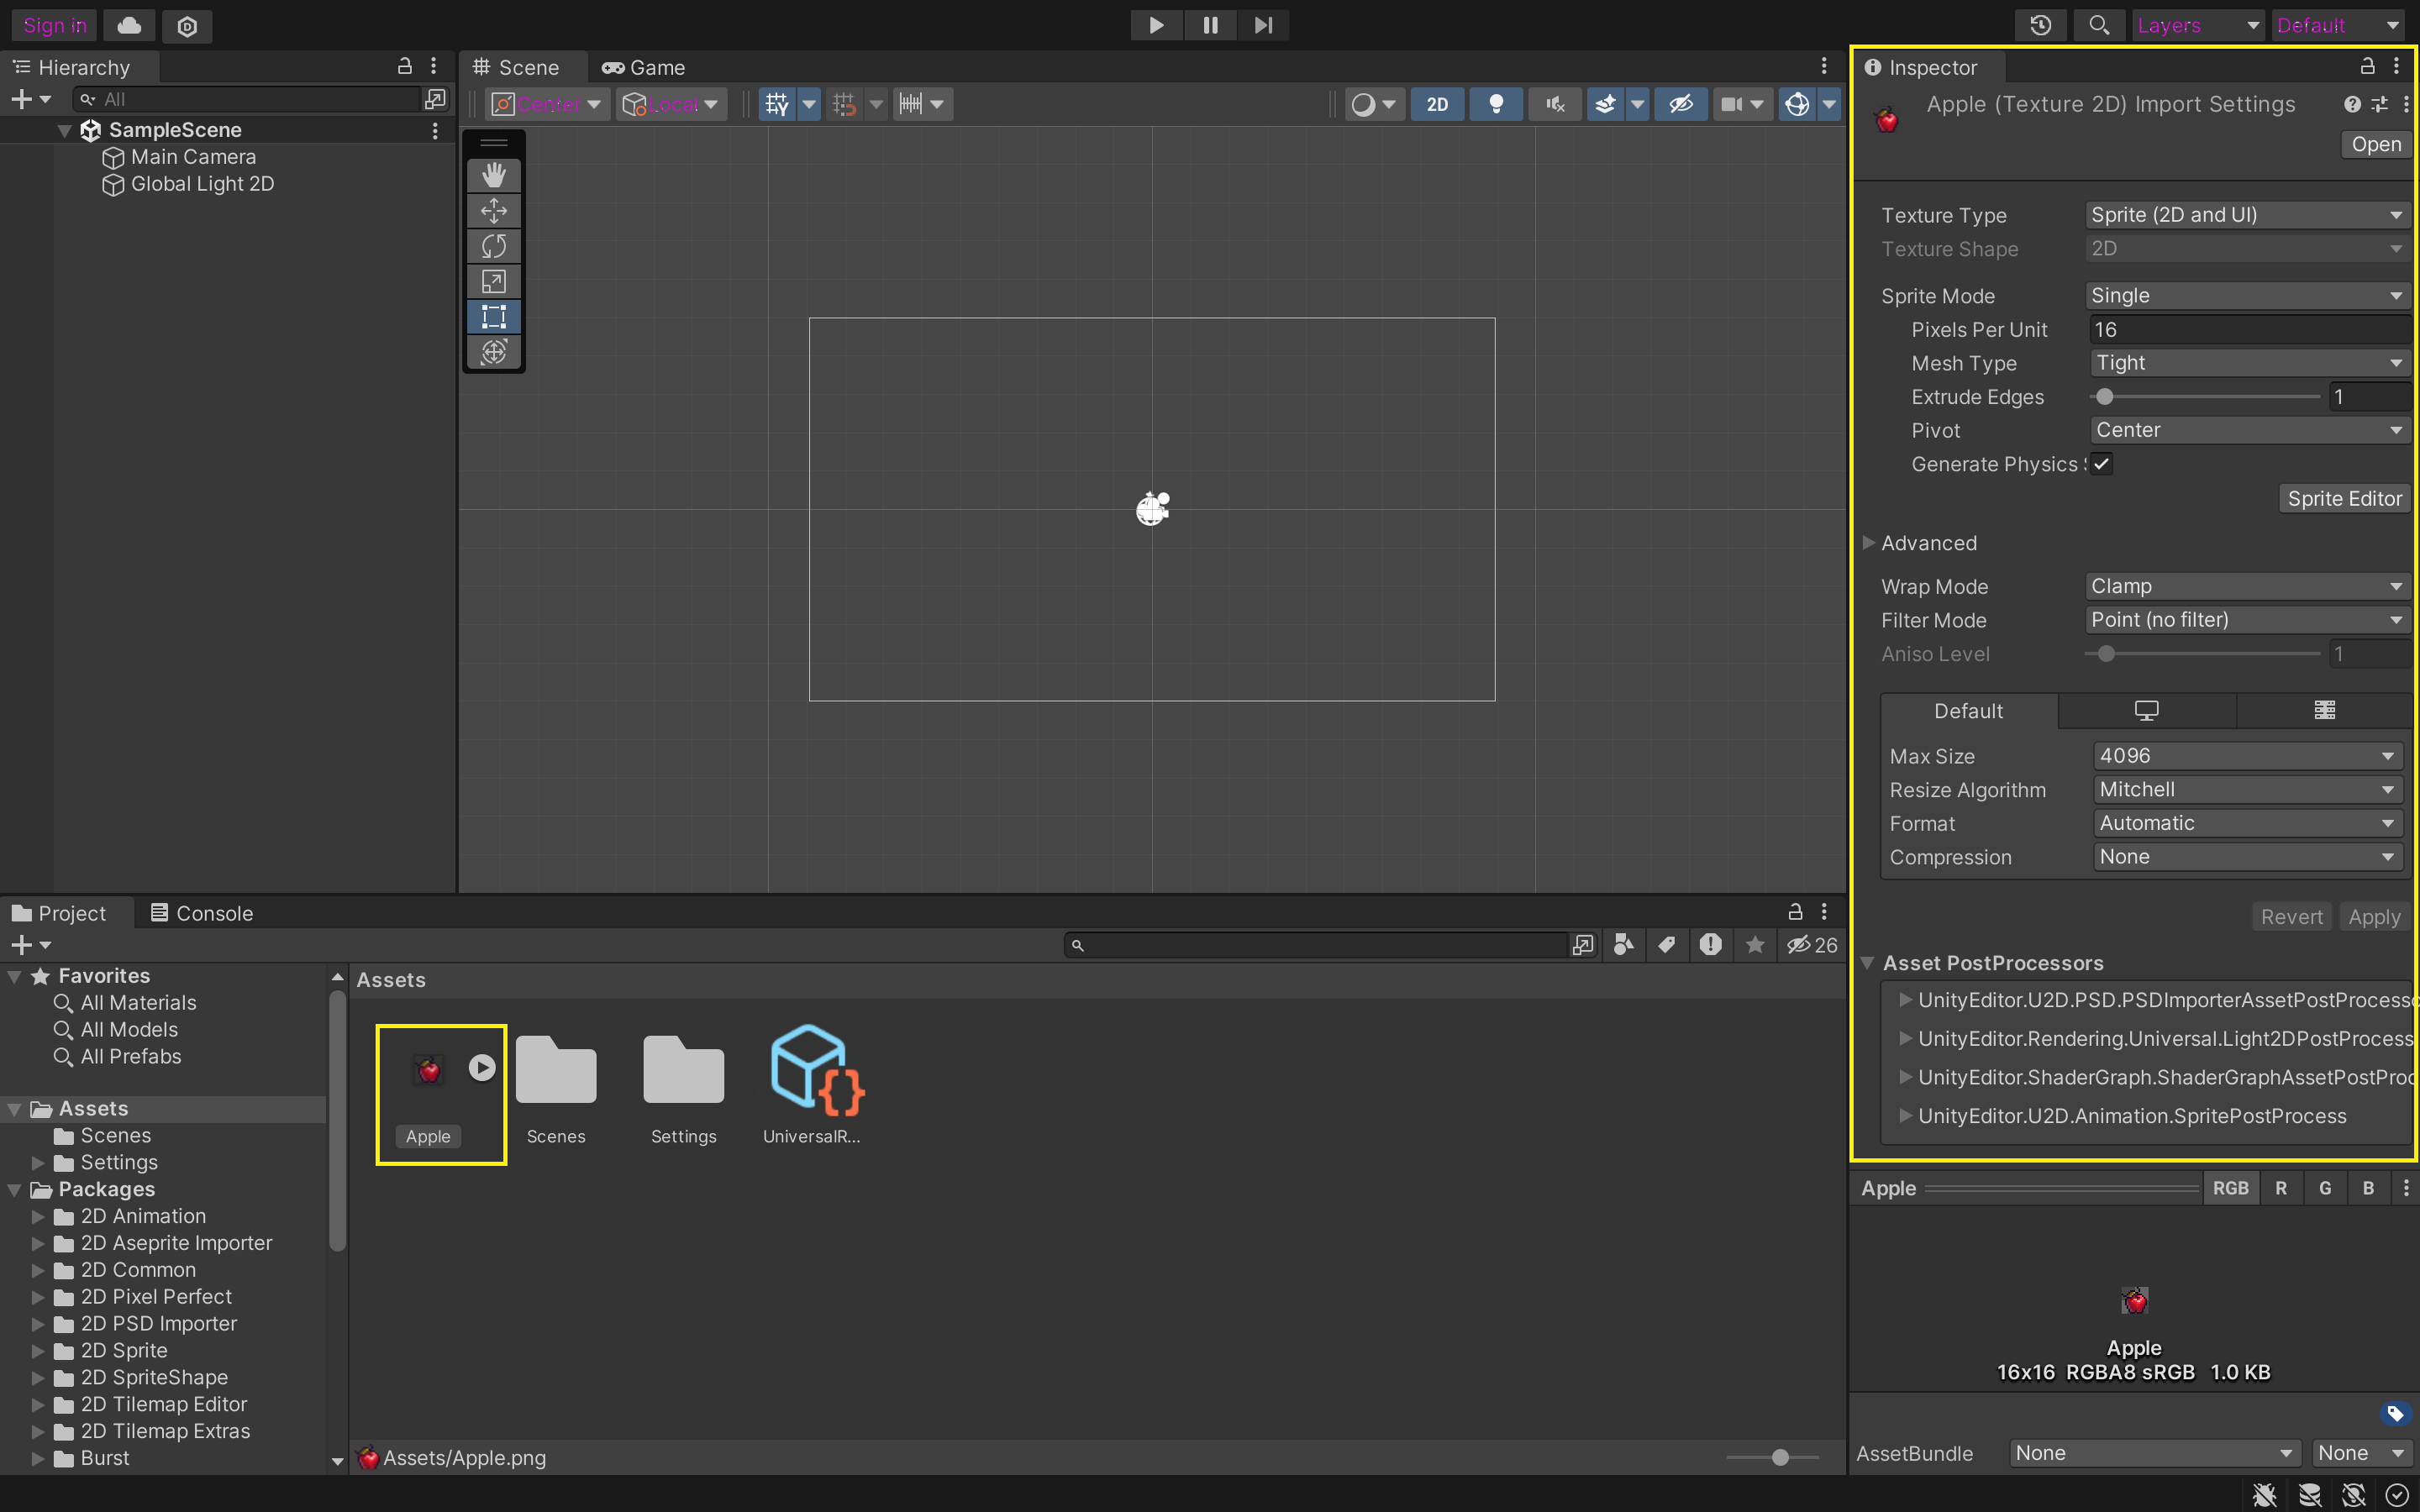 Sign in
Layers
Default
Hierarchy
All
SampleScene
Main Camera
Global Light 2D
Scene
Game
Center
Local
2D
Inspector
Apple (Texture 2D) Import Settings
Open
Texture Type
Sprite (2D and UI)
Texture Shape
2D
Sprite Mode
Single
Pixels Per Unit
16
Mesh Type
Tight
Extrude Edges
1
Pivot
Center
Generate Physics
Sprite Editor
Advanced
Wrap Mode
Clamp
Filter Mode
Point (no filter)
Aniso Level
1
Default
Max Size
4096
Resize Algorithm
Mitchell
Format
Automatic
Compression
None
Revert
Apply
Asset PostProcessors
UnityEditor.U2D.PSD.PSDImporterAssetPostProcesso
UnityEditor.Rendering.Universal.Light2DPostProcess
UnityEditor.ShaderGraph.ShaderGraphAssetPostProc
UnityEditor.U2D.Animation.SpritePostProcess
Apple
RGB
R
G
B
Apple
16x16 RGBA8 sRGB 1.0 KB
AssetBundle
None
None
Project
Console
26
Favorites
All Materials
All Models
All Prefabs
Assets
Scenes
Settings
Packages
2D Animation
2D Aseprite Importer
2D Common
2D Pixel Perfect
2D PSD Importer
2D Sprite
2D SpriteShape
2D Tilemap Editor
2D Tilemap Extras
Burst
Assets
Apple
Scenes
Settings
UniversalR...
Assets/Apple.png